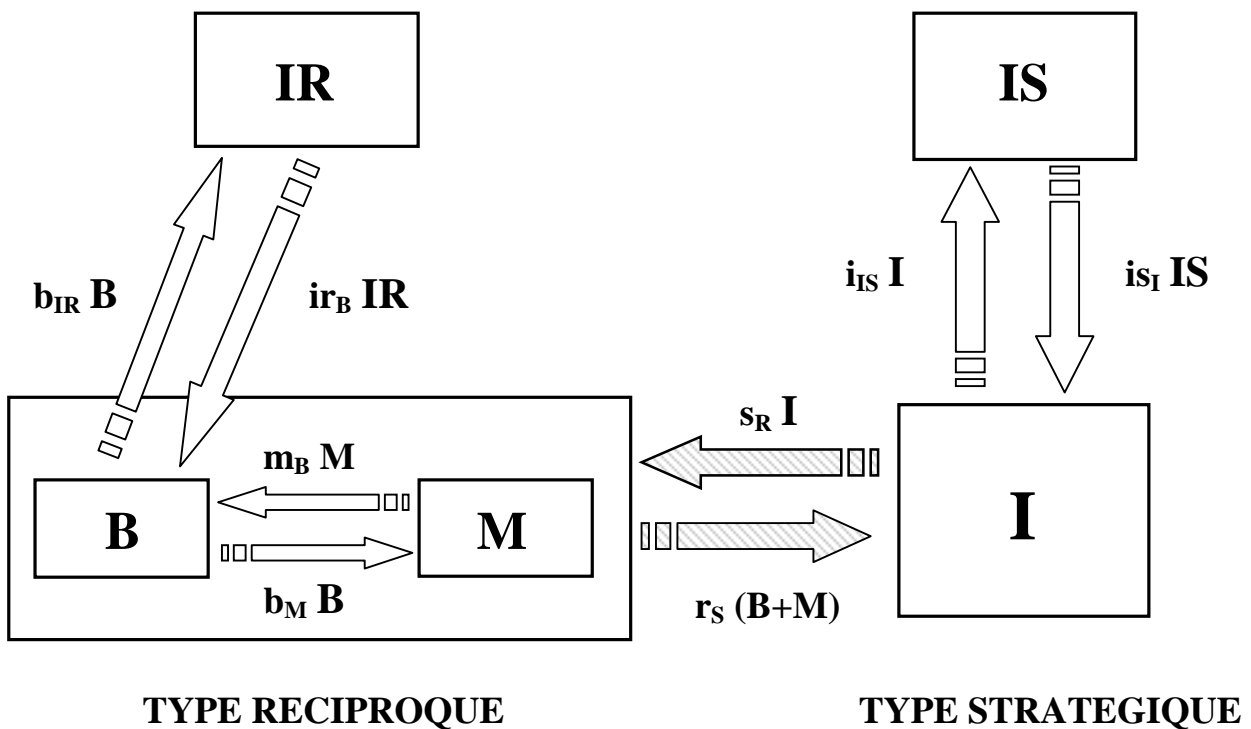 IR
IS
b_IR B
ir_B IR
i_IS I
is_I IS
s_R I
m_B M
B
M
I
b_M B
r_S (B+M)
TYPE RECIPROQUE
TYPE STRATEGIQUE